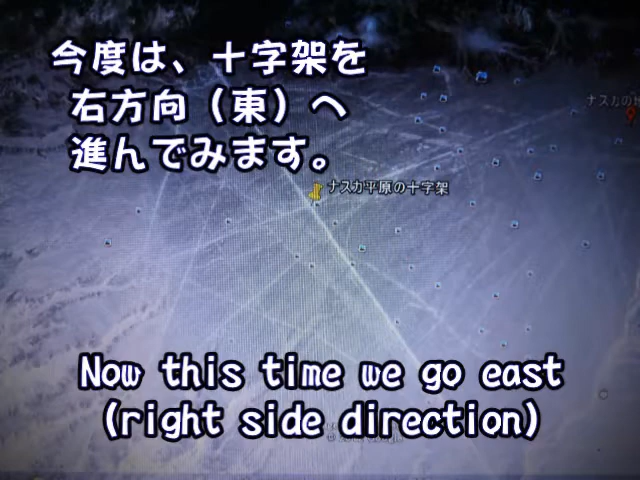 今度は、十字架を
右方向（東）へ
進んでみます。
ナスカの地
ナスカ平原の十字架
Now this time we go east
(right side direction)